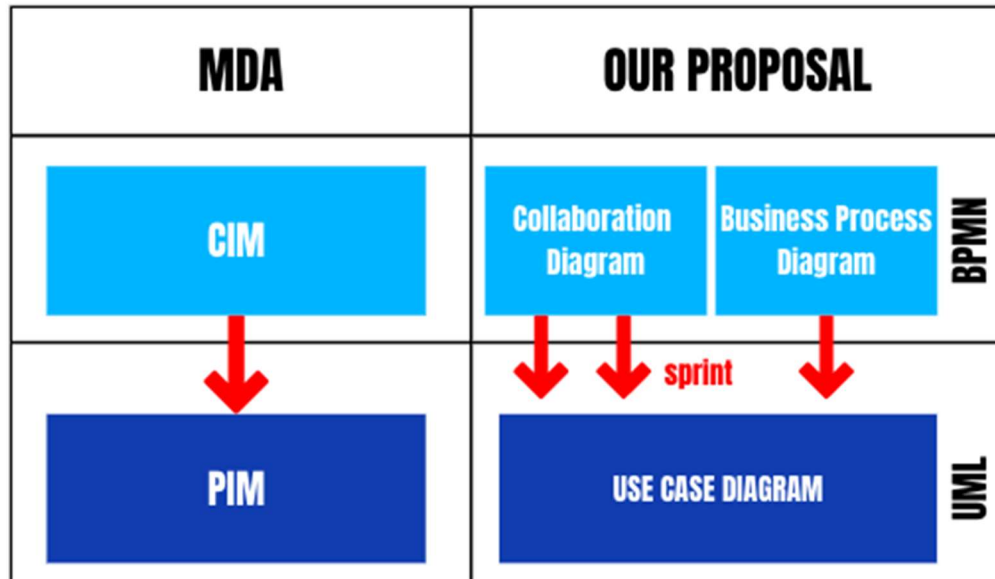 MDA
OUR PROPOSAL
CIM
Collaboration
Diagram
Business Process
Diagram
BPMN
sprint
PIM
USE CASE DIAGRAM
UML